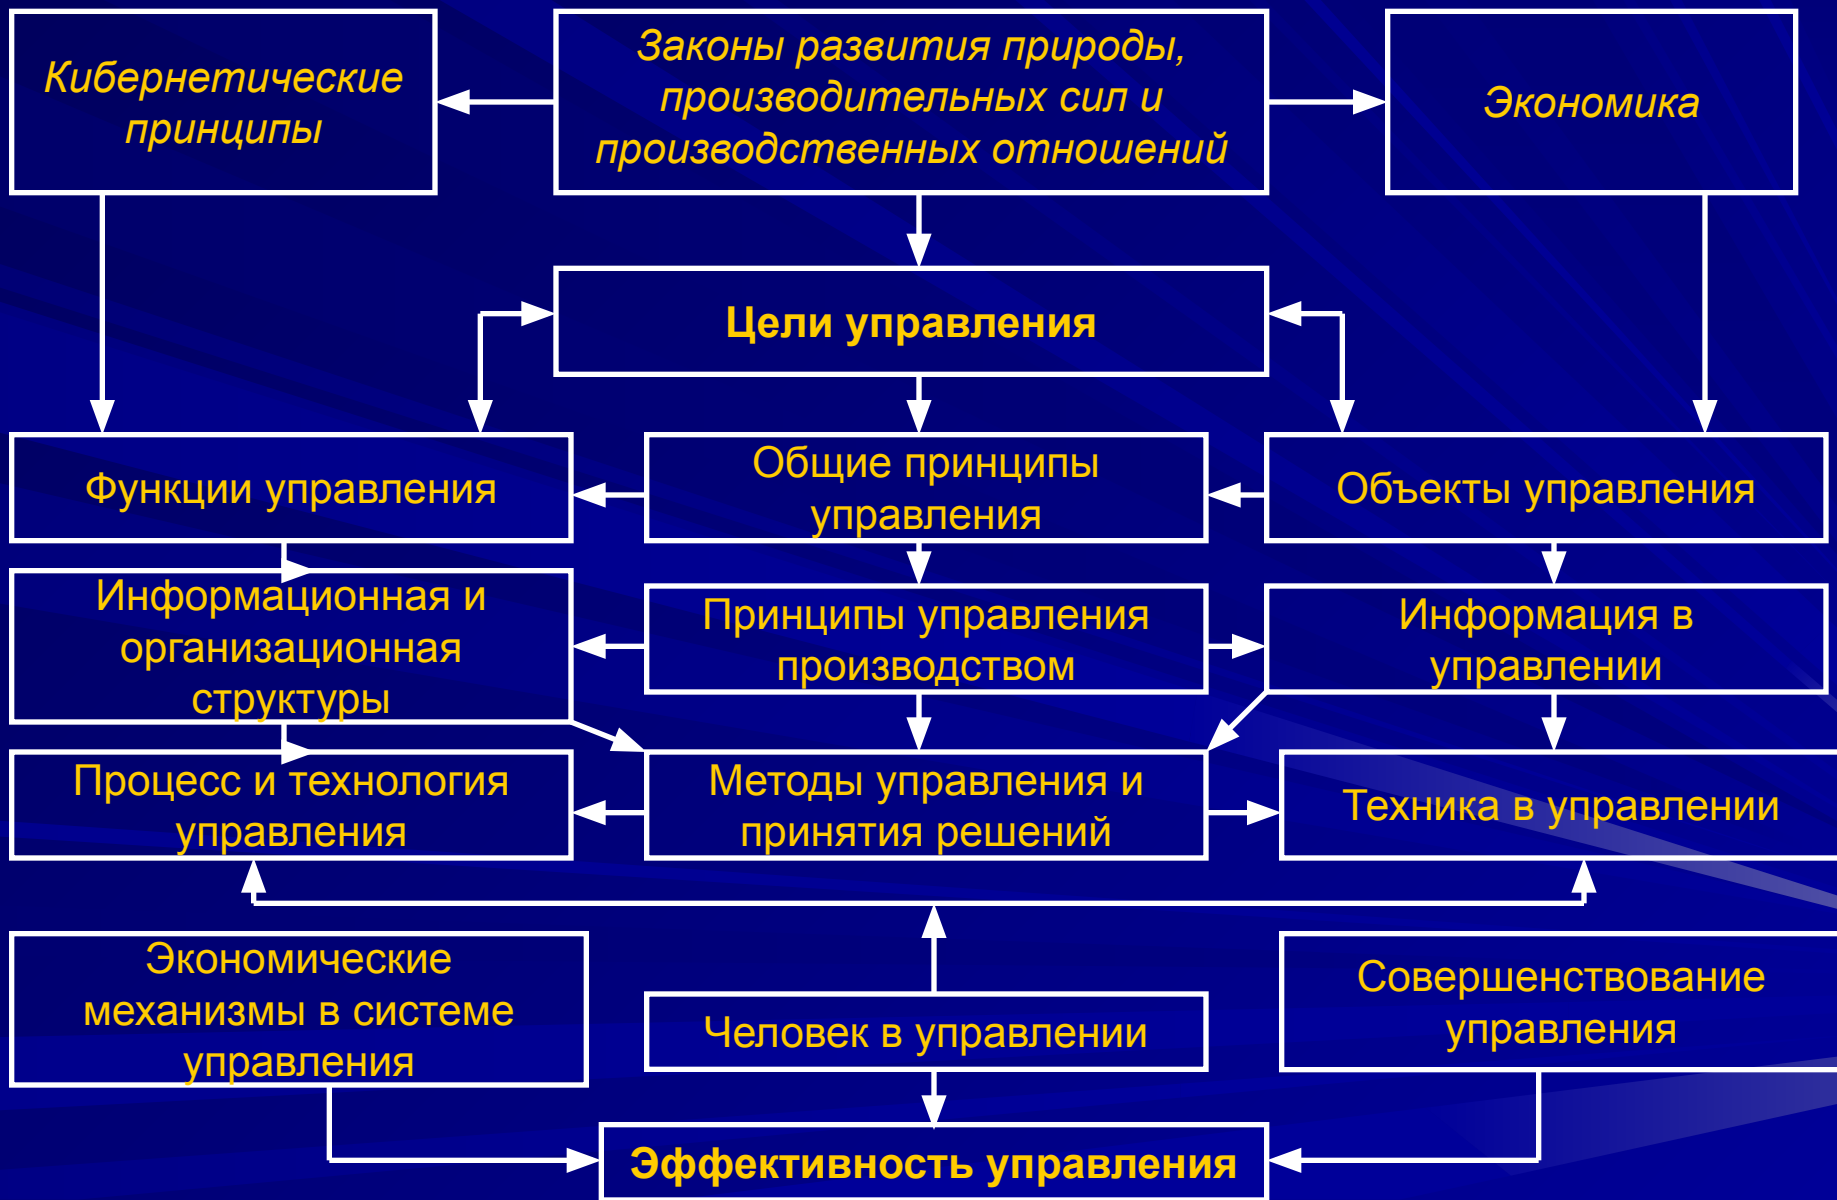 Кибернетические
принципы
Законы развития природы,
производительных сил и
производственных отношений
Экономика
Цели управления
Функции управления
Общие принципы
управления
Объекты управления
Информационная и
организационная
структуры
Принципы управления
производством
Информация в
управлении
Процесс и технология
управления
Методы управления и
принятия решений
Техника в управлении
Экономические
механизмы в системе
управления
Человек в управлении
Совершенствование
управления
Эффективность управления